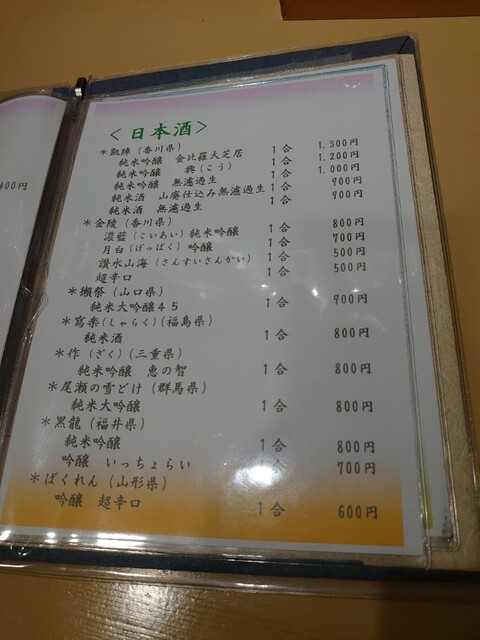 400円
<日本酒>
*凱陣(香川県)
純米吟醸 金比羅大芝居 1合 1.300円
純米吟醸 興(こう) 1合 1.200円
純米吟醸 無濾過生 1合 1.000円
純米酒 山廃仕込み無濾過生 1合 900円
純米酒 無濾過生 1合 900円
*金陵(香川県)
濃藍(こいあい)純米吟醸 1合 800円
月白(げっぱく)吟醸 1合 700円
讃水山海(さんすいさんかい) 1合 500円
超辛口 1合 500円
*獺祭(山口県)
純米大吟醸45 1合 900円
*寫楽(しゃらく)(福島県)
純米酒 1合 800円
*作(ざく)(三重県)
純米吟醸 恵の智 1合 800円
*尾瀬の雪どけ(群馬県)
純米大吟醸 1合 800円
*黒龍(福井県)
純米吟醸 1合 800円
吟醸 いっちょらい 1合 700円
*ばくれん(山形県)
吟醸 超辛口 1合 600円